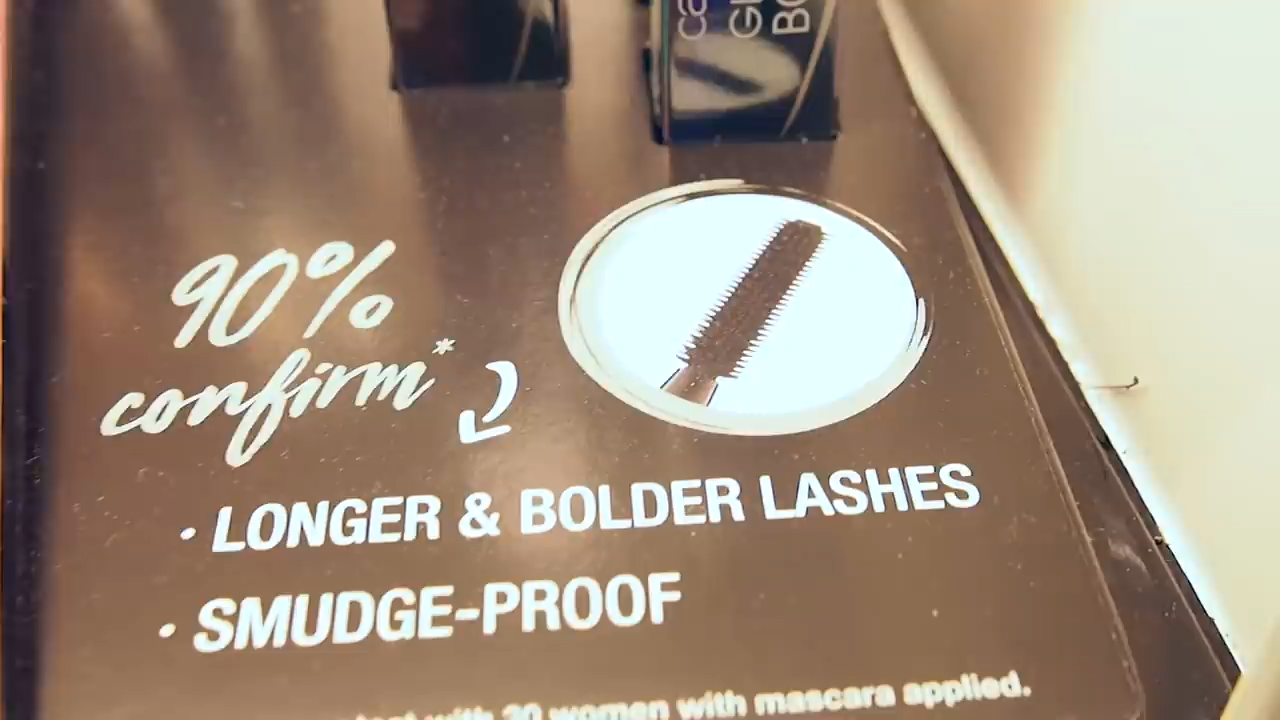 90%
confirm*
· LONGER & BOLDER LASHES
· SMUDGE-PROOF
with 30 women with mascara applied.